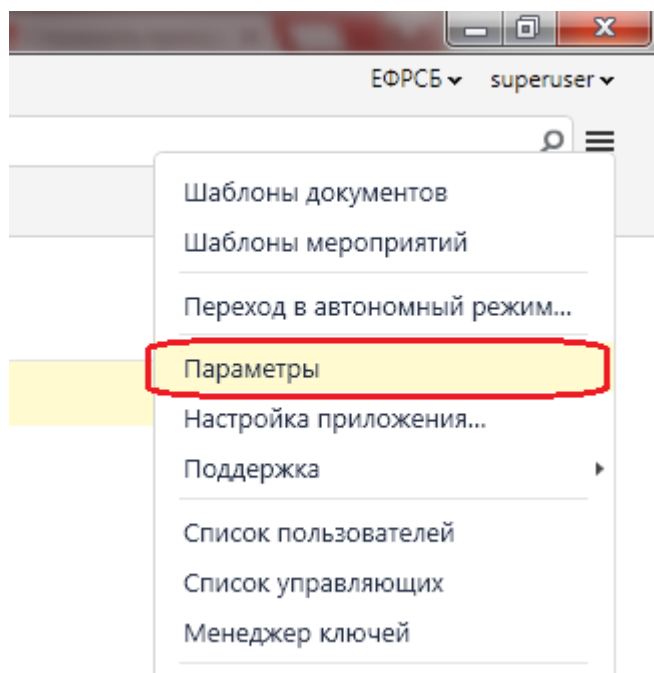 ЕФРСБ superuser
Шаблоны документов
Шаблоны мероприятий
Переход в автономный режим...
Параметры
Настройка приложения...
Поддержка
Список пользователей
Список управляющих
Менеджер ключей